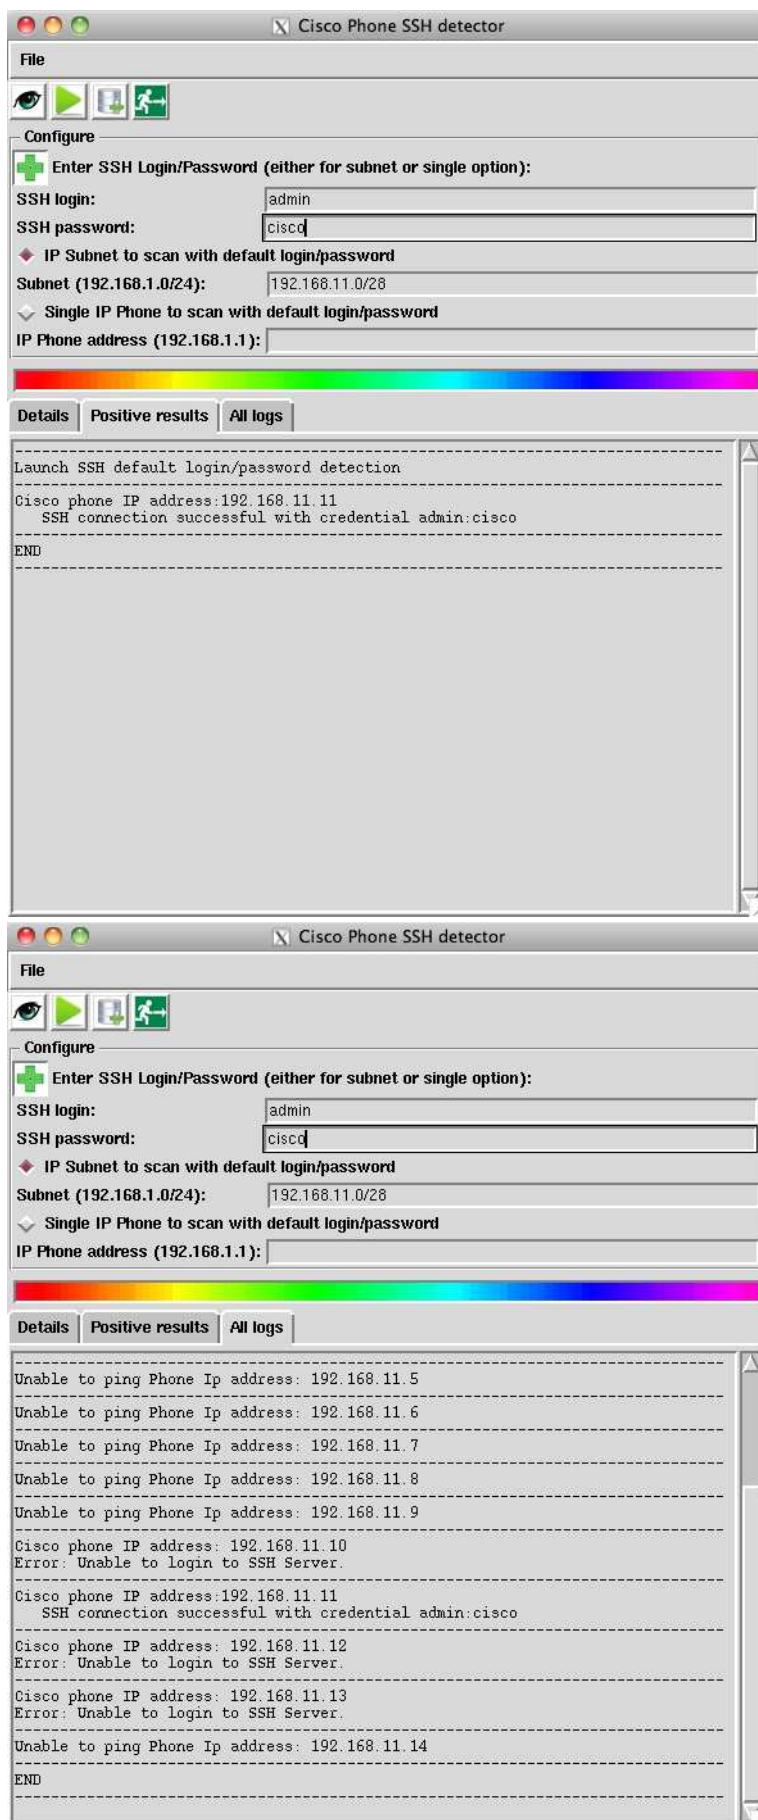 Cisco Phone SSH detector
File
Configure
Enter SSH Login/Password (either for subnet or single option):
SSH login: admin
SSH password: cisco
IP Subnet to scan with default login/password
Subnet (192.168.1.0/24): 192.168.11.0/28
Single IP Phone to scan with default login/password
IP Phone address (192.168.1.1):
Details Positive results All logs
--------------------------------------------------------------------------------
Launch SSH default login/password detection
--------------------------------------------------------------------------------
Cisco phone IP address:192.168.11.11
SSH connection successful with credential admin:cisco
--------------------------------------------------------------------------------
END
--------------------------------------------------------------------------------
Cisco Phone SSH detector
File
Configure
Enter SSH Login/Password (either for subnet or single option):
SSH login: admin
SSH password: cisco
IP Subnet to scan with default login/password
Subnet (192.168.1.0/24): 192.168.11.0/28
Single IP Phone to scan with default login/password
IP Phone address (192.168.1.1):
Details Positive results All logs
--------------------------------------------------------------------------------
Unable to ping Phone Ip address: 192.168.11.5
--------------------------------------------------------------------------------
Unable to ping Phone Ip address: 192.168.11.6
--------------------------------------------------------------------------------
Unable to ping Phone Ip address: 192.168.11.7
--------------------------------------------------------------------------------
Unable to ping Phone Ip address: 192.168.11.8
--------------------------------------------------------------------------------
Unable to ping Phone Ip address: 192.168.11.9
--------------------------------------------------------------------------------
Cisco phone IP address: 192.168.11.10
Error: Unable to login to SSH Server.
--------------------------------------------------------------------------------
Cisco phone IP address:192.168.11.11
SSH connection successful with credential admin:cisco
--------------------------------------------------------------------------------
Cisco phone IP address: 192.168.11.12
Error: Unable to login to SSH Server.
--------------------------------------------------------------------------------
Cisco phone IP address: 192.168.11.13
Error: Unable to login to SSH Server.
--------------------------------------------------------------------------------
Unable to ping Phone Ip address: 192.168.11.14
--------------------------------------------------------------------------------
END
--------------------------------------------------------------------------------